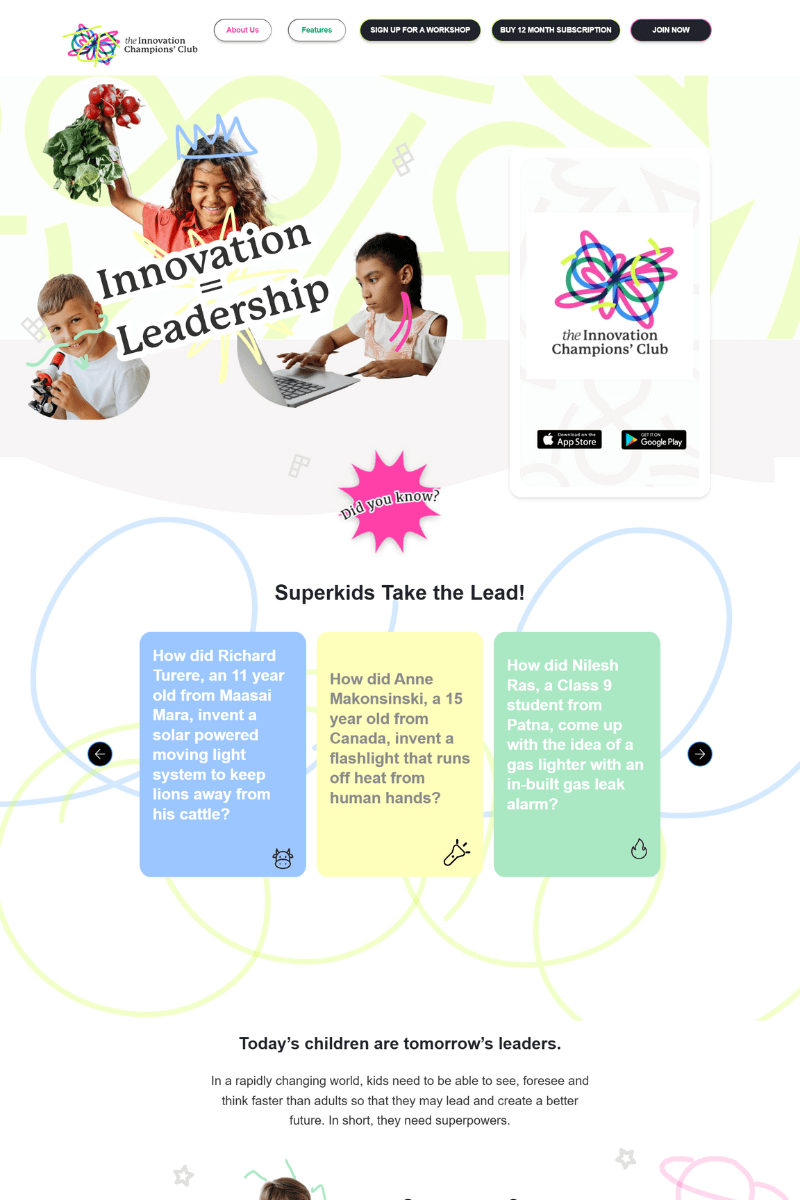 the Innovation
Champions' Club
About Us
Features
SIGN UP FOR A WORKSHOP
BUY 12 MONTH SUBSCRIPTION
JOIN NOW
Innovation
=
Leadership
the Innovation
Champions' Club
Download on the
App Store
GET IT ON
Google Play
Did you know?
Superkids Take the Lead!
How did Richard
Turere, an 11 year
old from Maasai
Mara, invent a
solar powered
moving light
system to keep
lions away from
his cattle?
How did Anne
Makonsinski, a 15
year old from
Canada, invent a
flashlight that runs
off heat from
human hands?
How did Nilesh
Ras, a Class 9
student from
Patna, come up
with the idea of a
gas lighter with an
in-built gas leak
alarm?
Today’s children are tomorrow’s leaders.
In a rapidly changing world, kids need to be able to see, foresee and
think faster than adults so that they may lead and create a better
future. In short, they need superpowers.